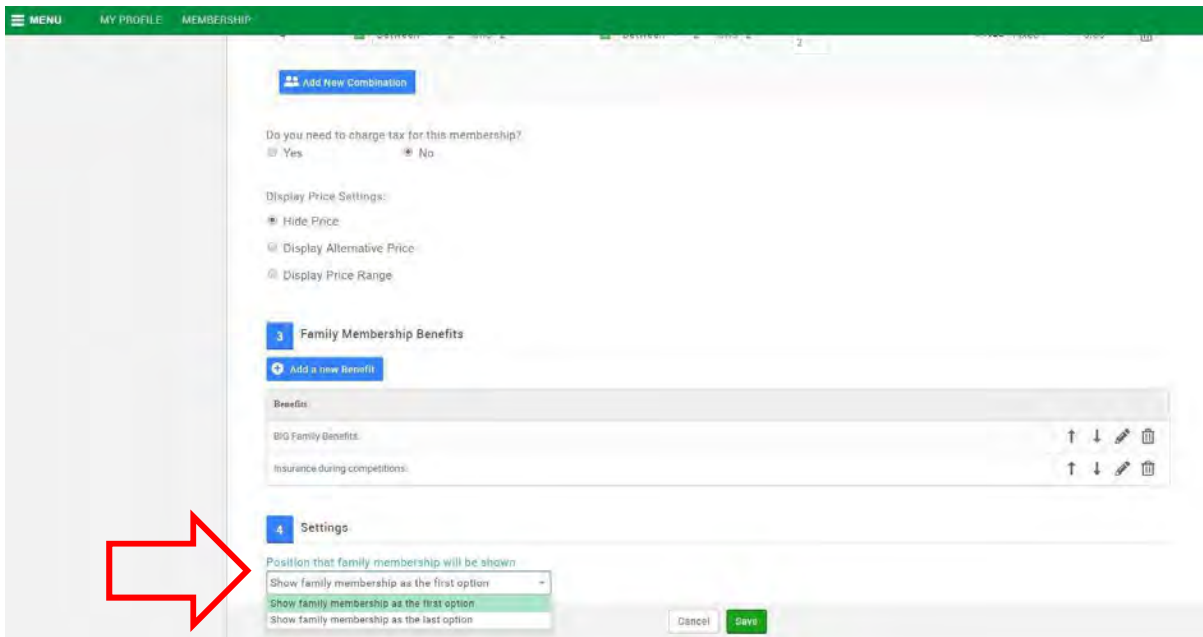 MENU MY PROFILE MEMBERSHIP
Add New Combination
Do you need to charge tax for this membership?
Yes No
Display Price Settings:
Hide Price
Display Alternative Price
Display Price Range
3 Family Membership Benefits
Add a new Benefit
Benefits
BIG Family Benefits.
Insurance during competitions.
4 Settings
Position that family membership will be shown
Show family membership as the first option
Show family membership as the first option
Show family membership as the last option
Cancel Save